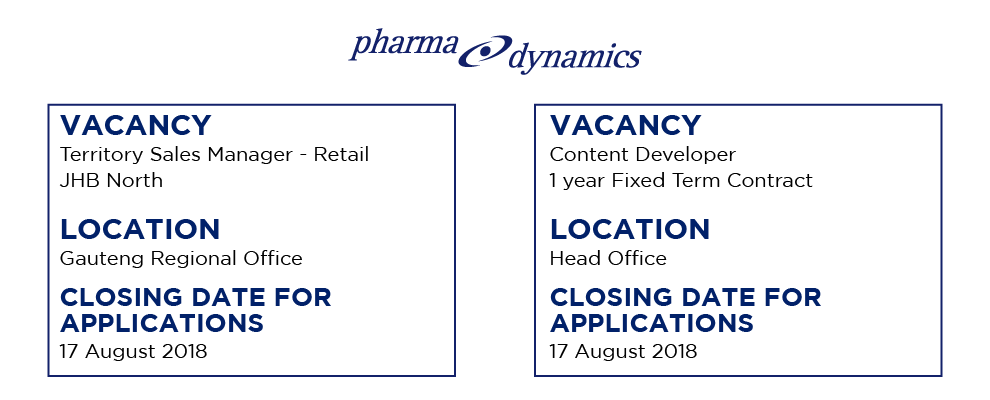 pharma dynamics
VACANCY
Territory Sales Manager - Retail
JHB North
LOCATION
Gauteng Regional Office
CLOSING DATE FOR
APPLICATIONS
17 August 2018
VACANCY
Content Developer
1 year Fixed Term Contract
LOCATION
Head Office
CLOSING DATE FOR
APPLICATIONS
17 August 2018